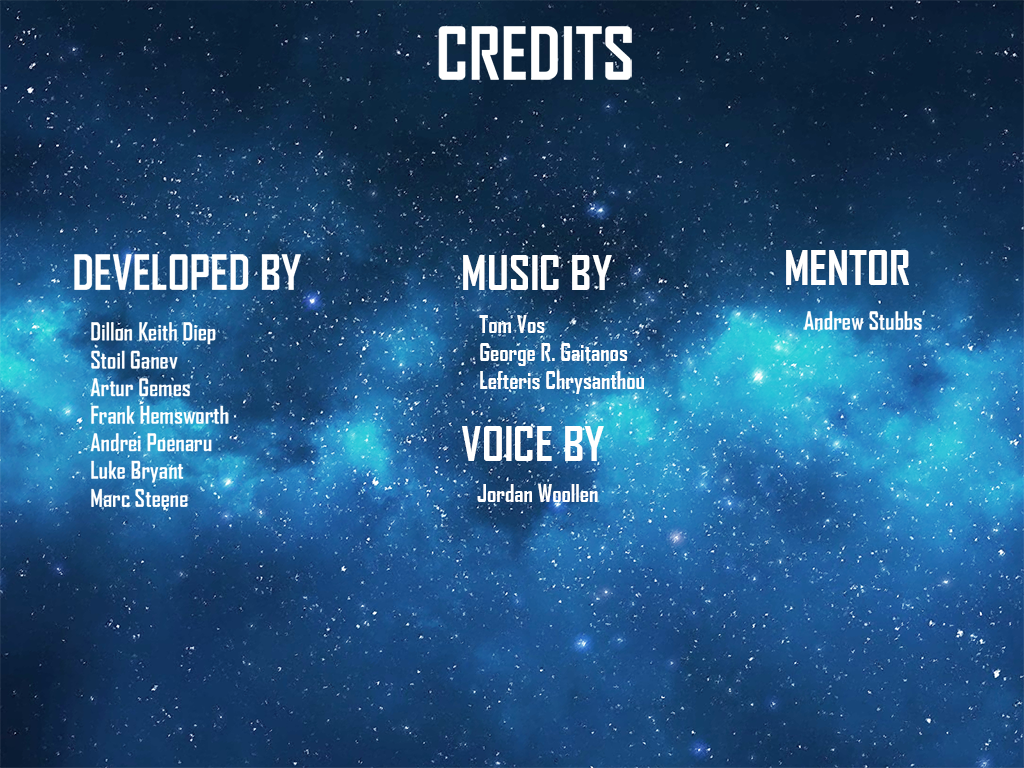 CREDITS
DEVELOPED BY
Dillon Keith Diep
Stoil Ganev
Artur Gemes
Frank Hemsworth
Andrei Poenaru
Luke Bryant
Marc Steene
MUSIC BY
Tom Vos
George R. Gaitanos
Lefteris Chrysanthou
VOICE BY
Jordan Woollen
MENTOR
Andrew Stubbs